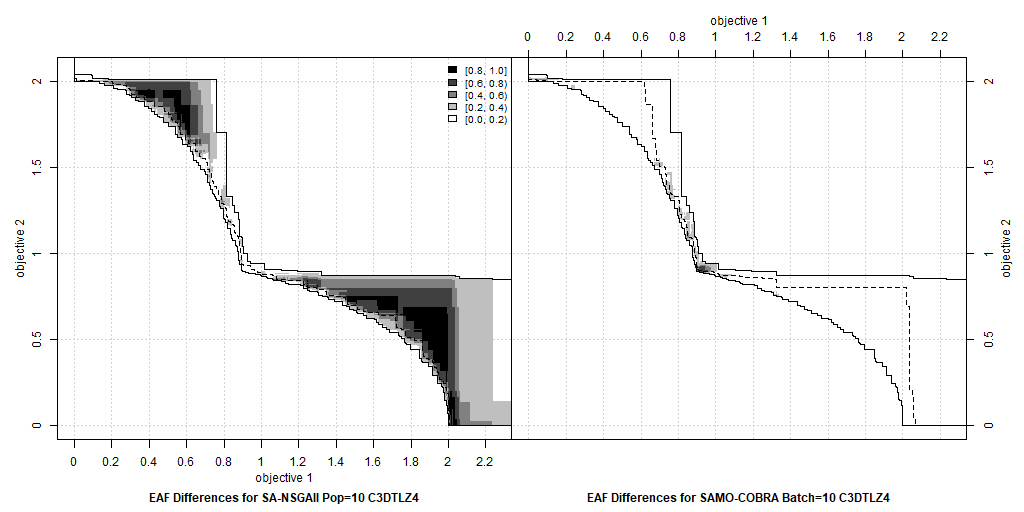 objective 1
0 0.2 0.4 0.6 0.8 1 1.2 1.4 1.6 1.8 2 2.2
[0.8, 1.0]
[0.6, 0.8)
[0.4, 0.6)
[0.2, 0.4)
[0.0, 0.2)
2
1.5
1
0.5
0
objective 2
2
1.5
1
0.5
0
objective 2
0 0.2 0.4 0.6 0.8 1 1.2 1.4 1.6 1.8 2 2.2
objective 1
EAF Differences for SA-NSGAII Pop=10 C3DTLZ4
EAF Differences for SAMO-COBRA Batch=10 C3DTLZ4